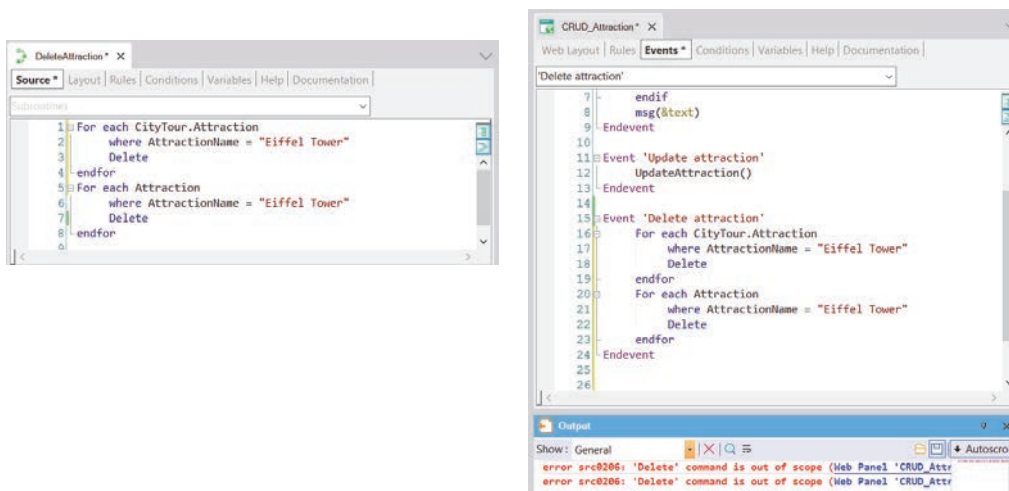 DeleteAttraction * X
Source * | Layout | Rules | Conditions | Variables | Help | Documentation |
Subroutines
1 For each CityTour.Attraction
2 where AttractionName = "Eiffel Tower"
3 Delete
4 endfor
5 For each Attraction
6 where AttractionName = "Eiffel Tower"
7 Delete
8 endfor
9
CRUD_Attraction * X
Web Layout | Rules | Events * | Conditions | Variables | Help | Documentation |
'Delete attraction'
7 endif
8 msg(&text)
9 Endevent
10
11 Event 'Update attraction'
12 UpdateAttraction()
13 Endevent
14
15 Event 'Delete attraction'
16 For each CityTour.Attraction
17 where AttractionName = "Eiffel Tower"
18 Delete
19 endfor
20 For each Attraction
21 where AttractionName = "Eiffel Tower"
22 Delete
23 endfor
24 Endevent
25
26
Output
Show: General Autoscro
error src0206: 'Delete' command is out of scope (Web Panel 'CRUD_Attr
error src0206: 'Delete' command is out of scope (Web Panel 'CRUD_Attr